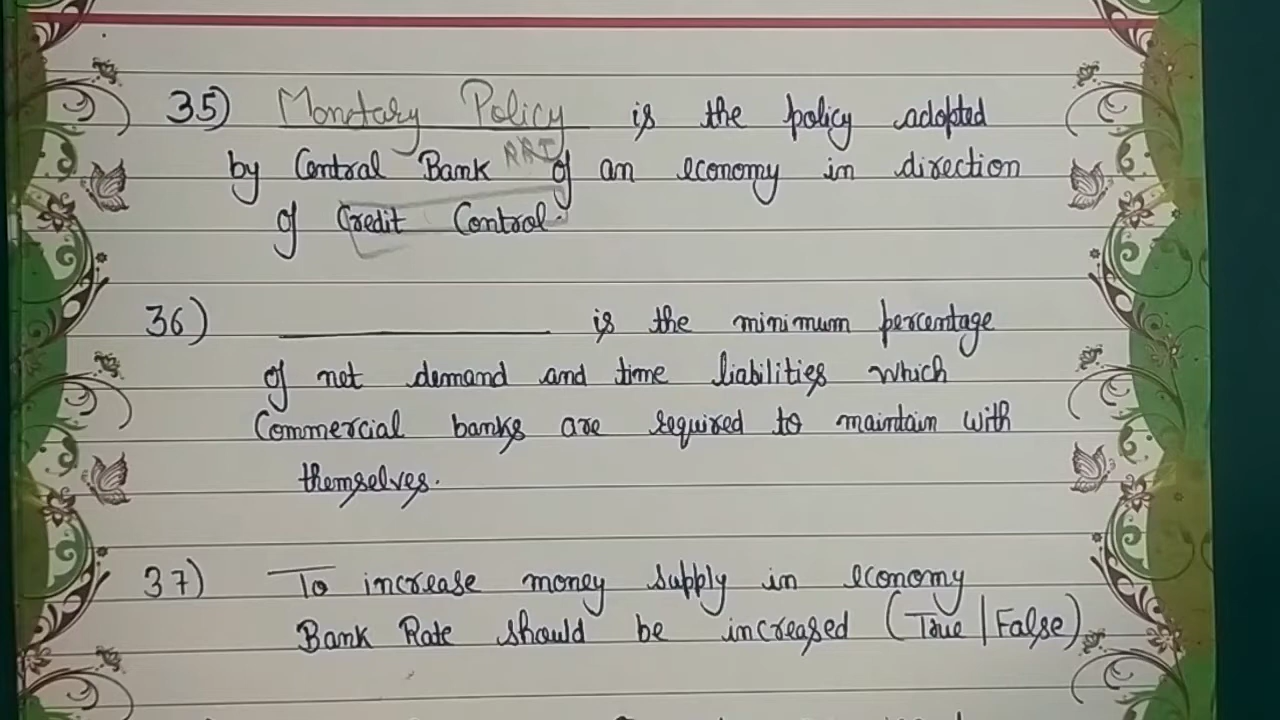 35) Monetary Policy is the policy adopted
by Central Bank RBI of an economy in direction
of Credit Control.
36) __________ is the minimum percentage
of net demand and time liabilities which
Commercial banks are required to maintain with
themselves.
37) To increase money supply in economy
Bank Rate should be increased (True | False)